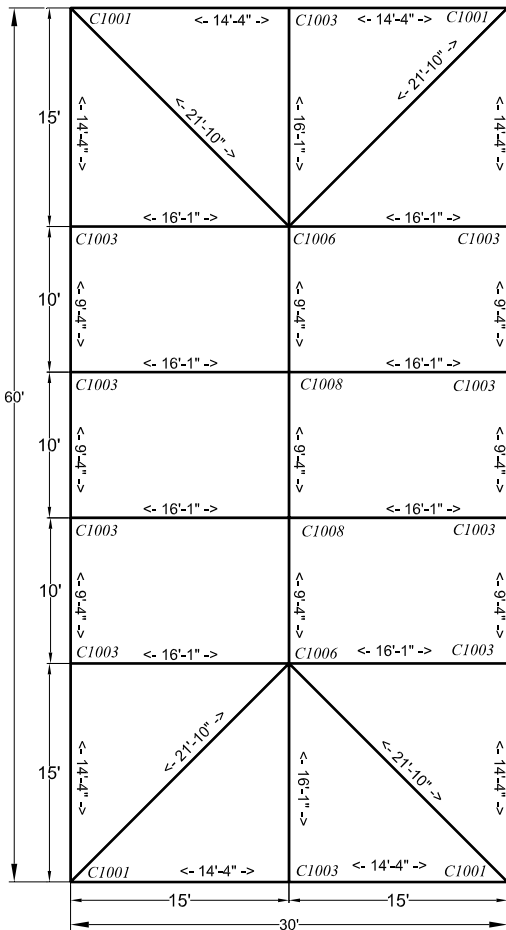 C1001 <- 14'-4" -> C1003 <- 14'-4" -> C1001
15' <- 14'-4" -> <- 21'-10" -> <- 16'-1" -> <- 21'-10" -> <- 14'-4" ->
<- 16'-1" -> <- 16'-1" ->
C1003 C1006 C1003
10' <- 9'-4" -> <- 9'-4" -> <- 9'-4" ->
<- 16'-1" -> <- 16'-1" ->
C1003 C1008 C1003
60'
10' <- 9'-4" -> <- 9'-4" -> <- 9'-4" ->
<- 16'-1" -> <- 16'-1" ->
C1003 C1008 C1003
10' <- 9'-4" -> <- 9'-4" -> <- 9'-4" ->
C1003 <- 16'-1" -> C1006 <- 16'-1" -> C1003
15' <- 14'-4" -> <- 21'-10" -> <- 16'-1" -> <- 21'-10" -> <- 14'-4" ->
C1001 <- 14'-4" -> C1003 <- 14'-4" -> C1001
15' 15'
30'